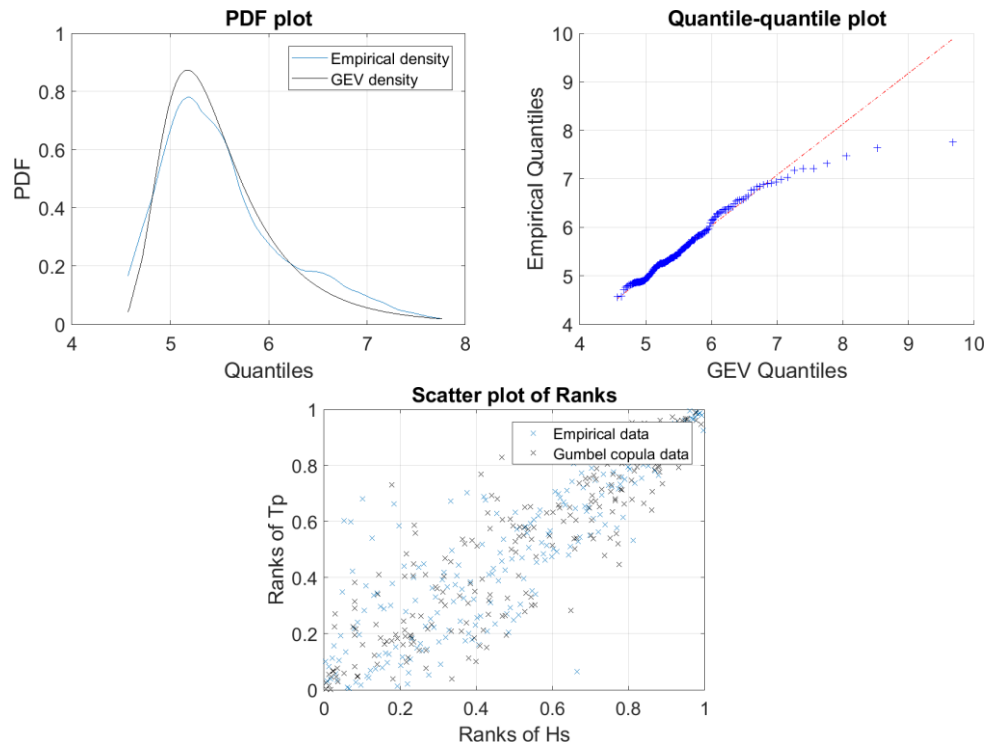 PDF plot
1
0.8
0.6
0.4
0.2
0
PDF
4
5
6
7
8
Quantiles
Empirical density
GEV density
Quantile-quantile plot
10
9
8
7
6
5
4
Empirical Quantiles
4
5
6
7
8
9
10
GEV Quantiles
Scatter plot of Ranks
1
0.8
0.6
0.4
0.2
0
Ranks of Tp
0
0.2
0.4
0.6
0.8
1
Ranks of Hs
Empirical data
Gumbel copula data